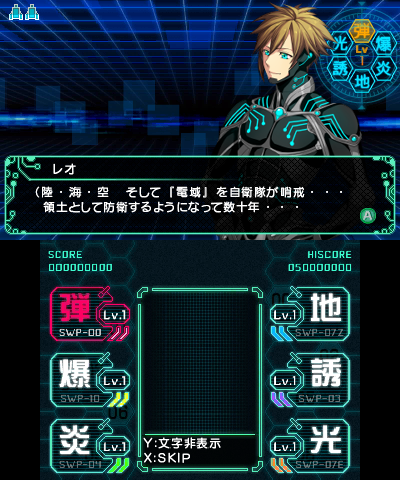 弾
光
爆
Lv
1
誘
炎
地
レオ
(陸・海・空 そして『電域』を自衛隊が哨戒・・・
領土として防衛するようになって数十年・・・
A
SCORE
000000000
HISCORE
050000000
弾
Lv.1
SWP-00
地
Lv.1
SWP-07Z
爆
Lv.1
SWP-10
誘
Lv.1
SWP-03
炎
Lv.1
SWP-04
光
Lv.1
SWP-07E
Y:文字非表示
X:SKIP